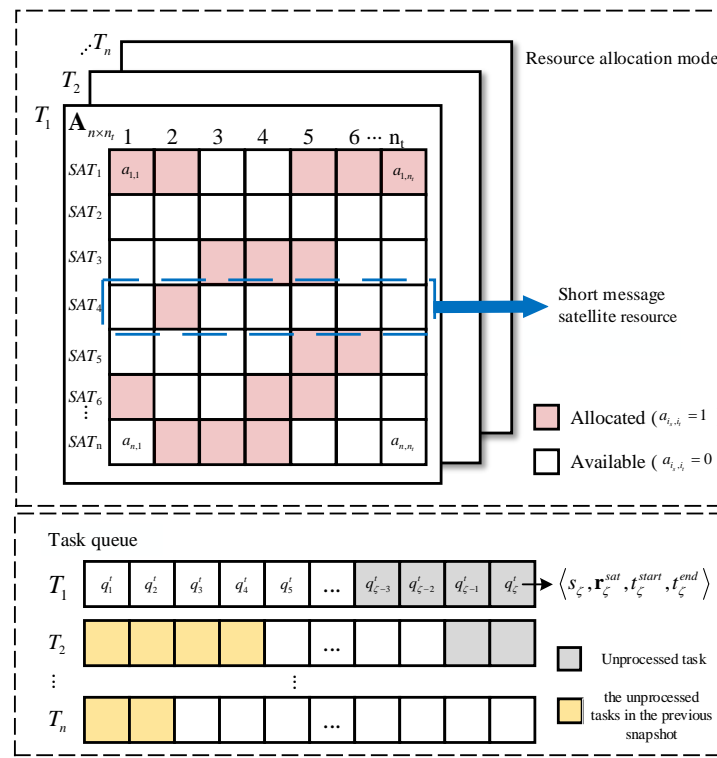 ⋰T_n
Resource allocation mode
T_2
T_1
A_{n×n_t}
1 2 3 4 5 6 ··· n_t
SAT_1 a_{1,1} a_{1,n_t}
SAT_2
SAT_3
SAT_4
Short message
satellite resource
SAT_5
SAT_6
⋮
SAT_n a_{n,1} a_{n,n_t}
Allocated ( a_{i_s,i_t} = 1
Available ( a_{i_s,i_t} = 0
Task queue
T_1 q_1^t q_2^t q_3^t q_4^t q_5^t ... q_{ζ-3}^t q_{ζ-2}^t q_{ζ-1}^t q_ζ^t ⟨s_ζ, r_ζ^{sat}, t_ζ^{start}, t_ζ^{end}⟩
T_2 ...
Unprocessed task
⋮ ⋮
T_n ...
the unprocessed
tasks in the previous
snapshot